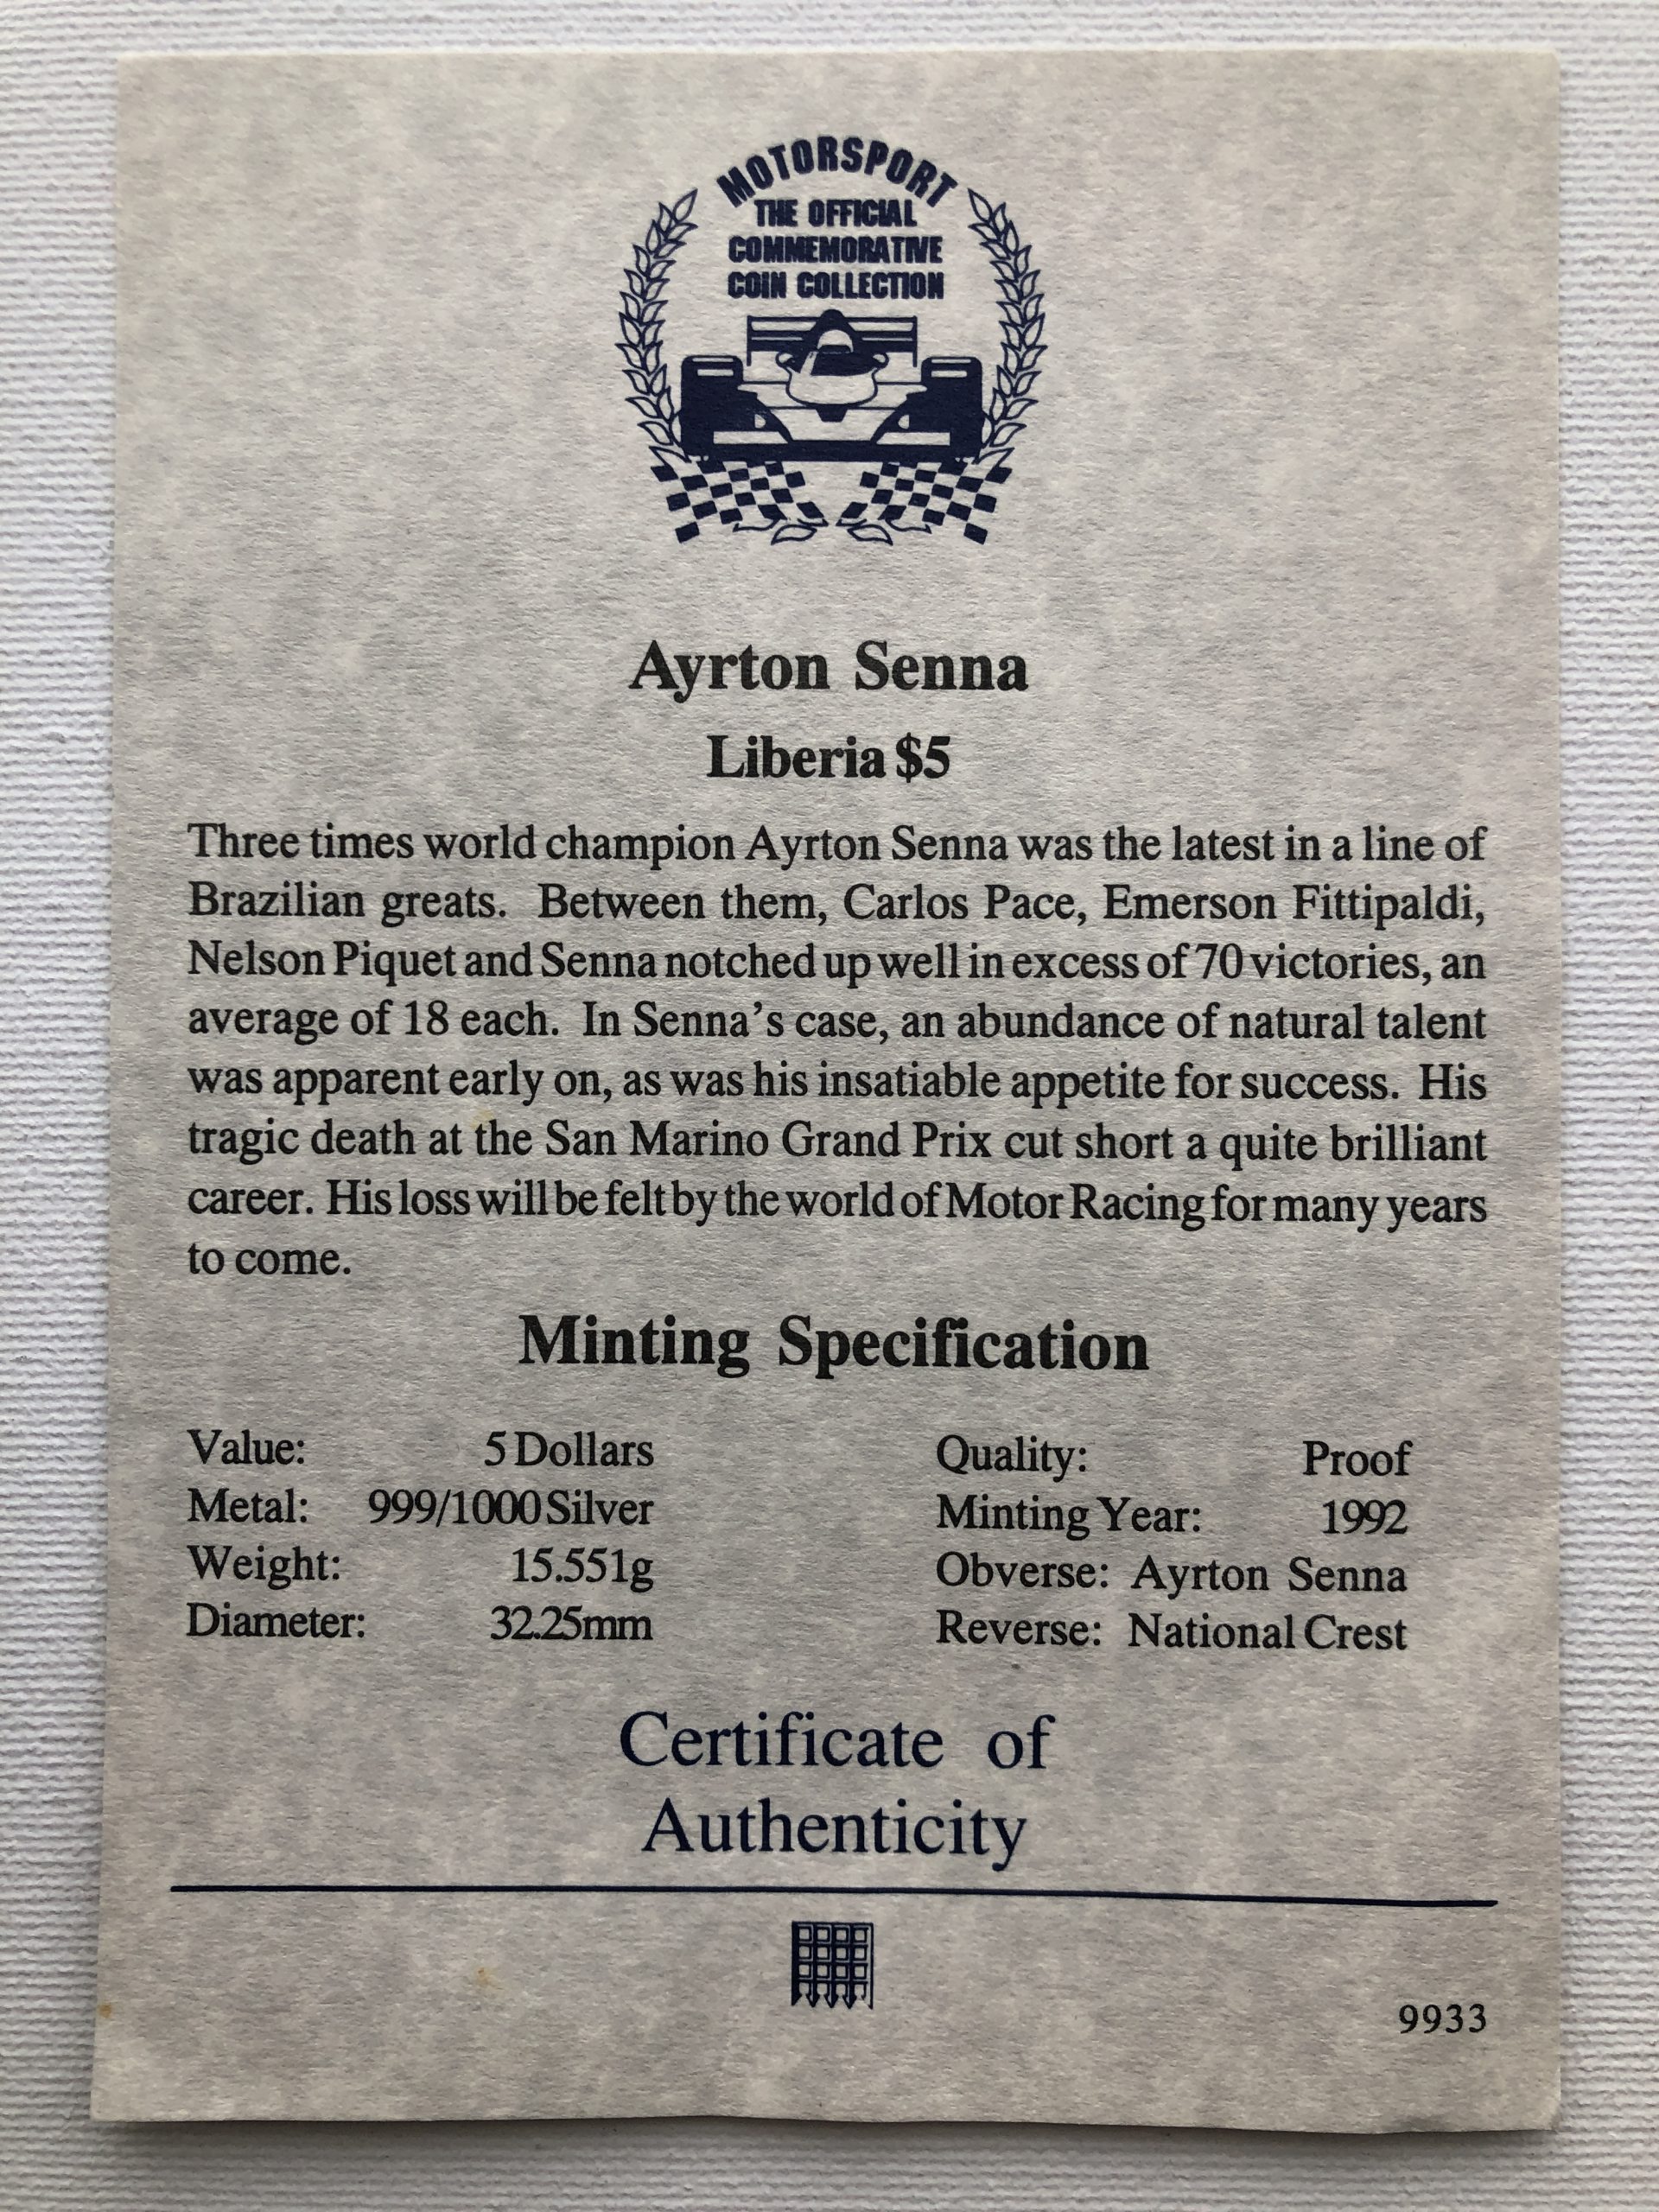 MOTORSPORT
THE OFFICIAL
COMMEMORATIVE
COIN COLLECTION
Ayrton Senna
Liberia $5
Three times world champion Ayrton Senna was the latest in a line of
Brazilian greats. Between them, Carlos Pace, Emerson Fittipaldi,
Nelson Piquet and Senna notched up well in excess of 70 victories, an
average of 18 each. In Senna's case, an abundance of natural talent
was apparent early on, as was his insatiable appetite for success. His
tragic death at the San Marino Grand Prix cut short a quite brilliant
career. His loss will be felt by the world of Motor Racing for many years
to come.
Minting Specification
Value: 5 Dollars
Metal: 999/1000 Silver
Weight: 15.551g
Diameter: 32.25mm
Quality: Proof
Minting Year: 1992
Obverse: Ayrton Senna
Reverse: National Crest
Certificate of
Authenticity
9933